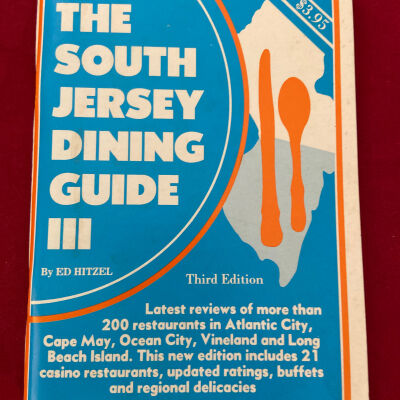 $3.95
THE
SOUTH
JERSEY
DINING
GUIDE
III
By ED HITZEL
Third Edition
Latest reviews of more than
200 restaurants in Atlantic City,
Cape May, Ocean City, Vineland and Long
Beach Island. This new edition includes 21
casino restaurants, updated ratings, buffets
and regional delicacies